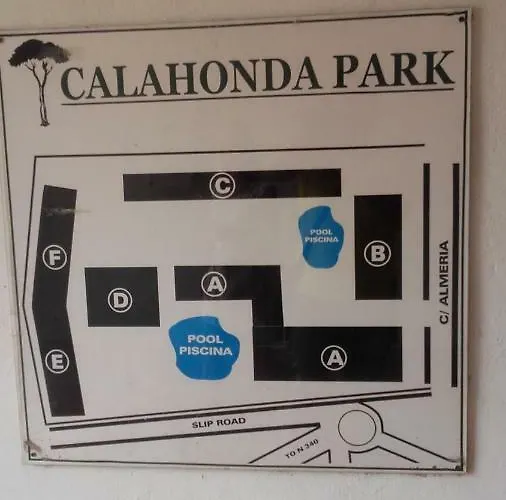 CALAHONDA PARK
C
POOL
PISCINA
B
F
D
A
C/ ALMERIA
POOL
PISCINA
A
E
SLIP ROAD
TO N 340